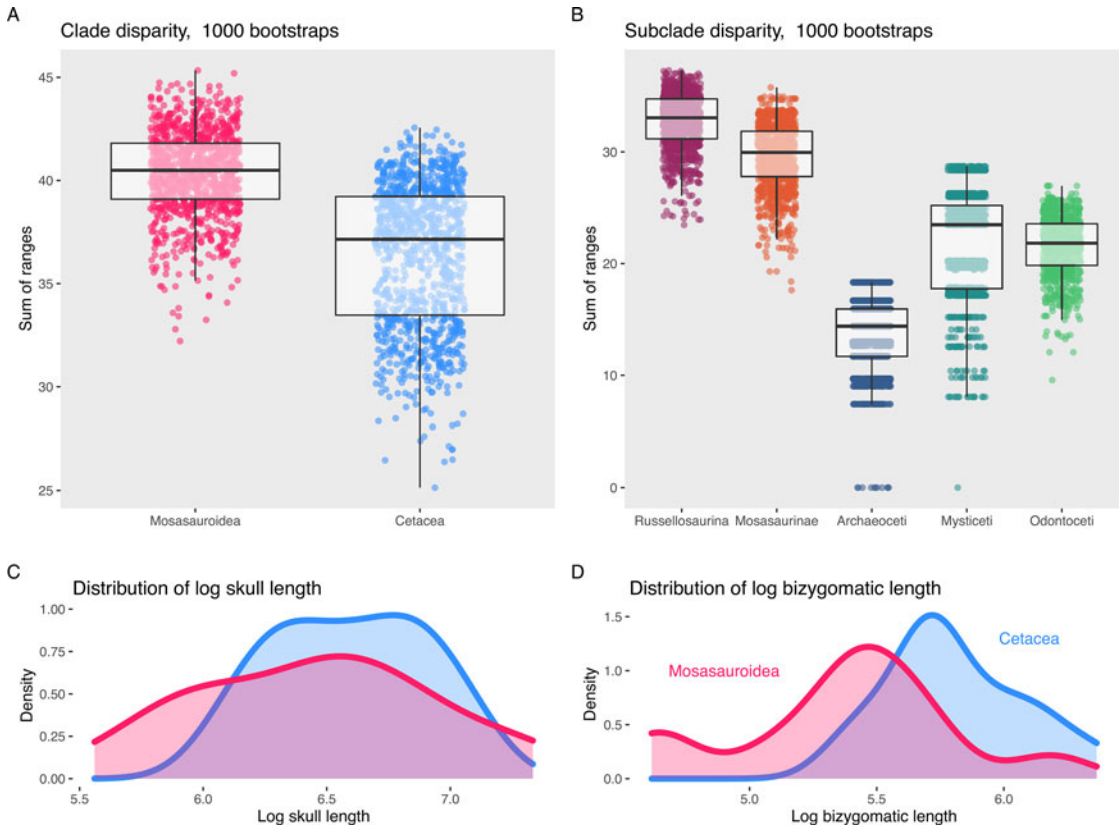 A
Clade disparity, 1000 bootstraps
Sum of ranges
45
40
35
30
25
Mosasauroidea
Cetacea
B
Subclade disparity, 1000 bootstraps
Sum of ranges
30
20
10
0
Russellosaurina
Mosasaurinae
Archaeoceti
Mysticeti
Odontoceti
C
Distribution of log skull length
Density
1.00
0.75
0.50
0.25
0.00
5.5
6.0
6.5
7.0
Log skull length
D
Distribution of log bizygomatic length
Density
1.5
1.0
0.5
0.0
Mosasauroidea
Cetacea
5.0
5.5
6.0
Log bizygomatic length